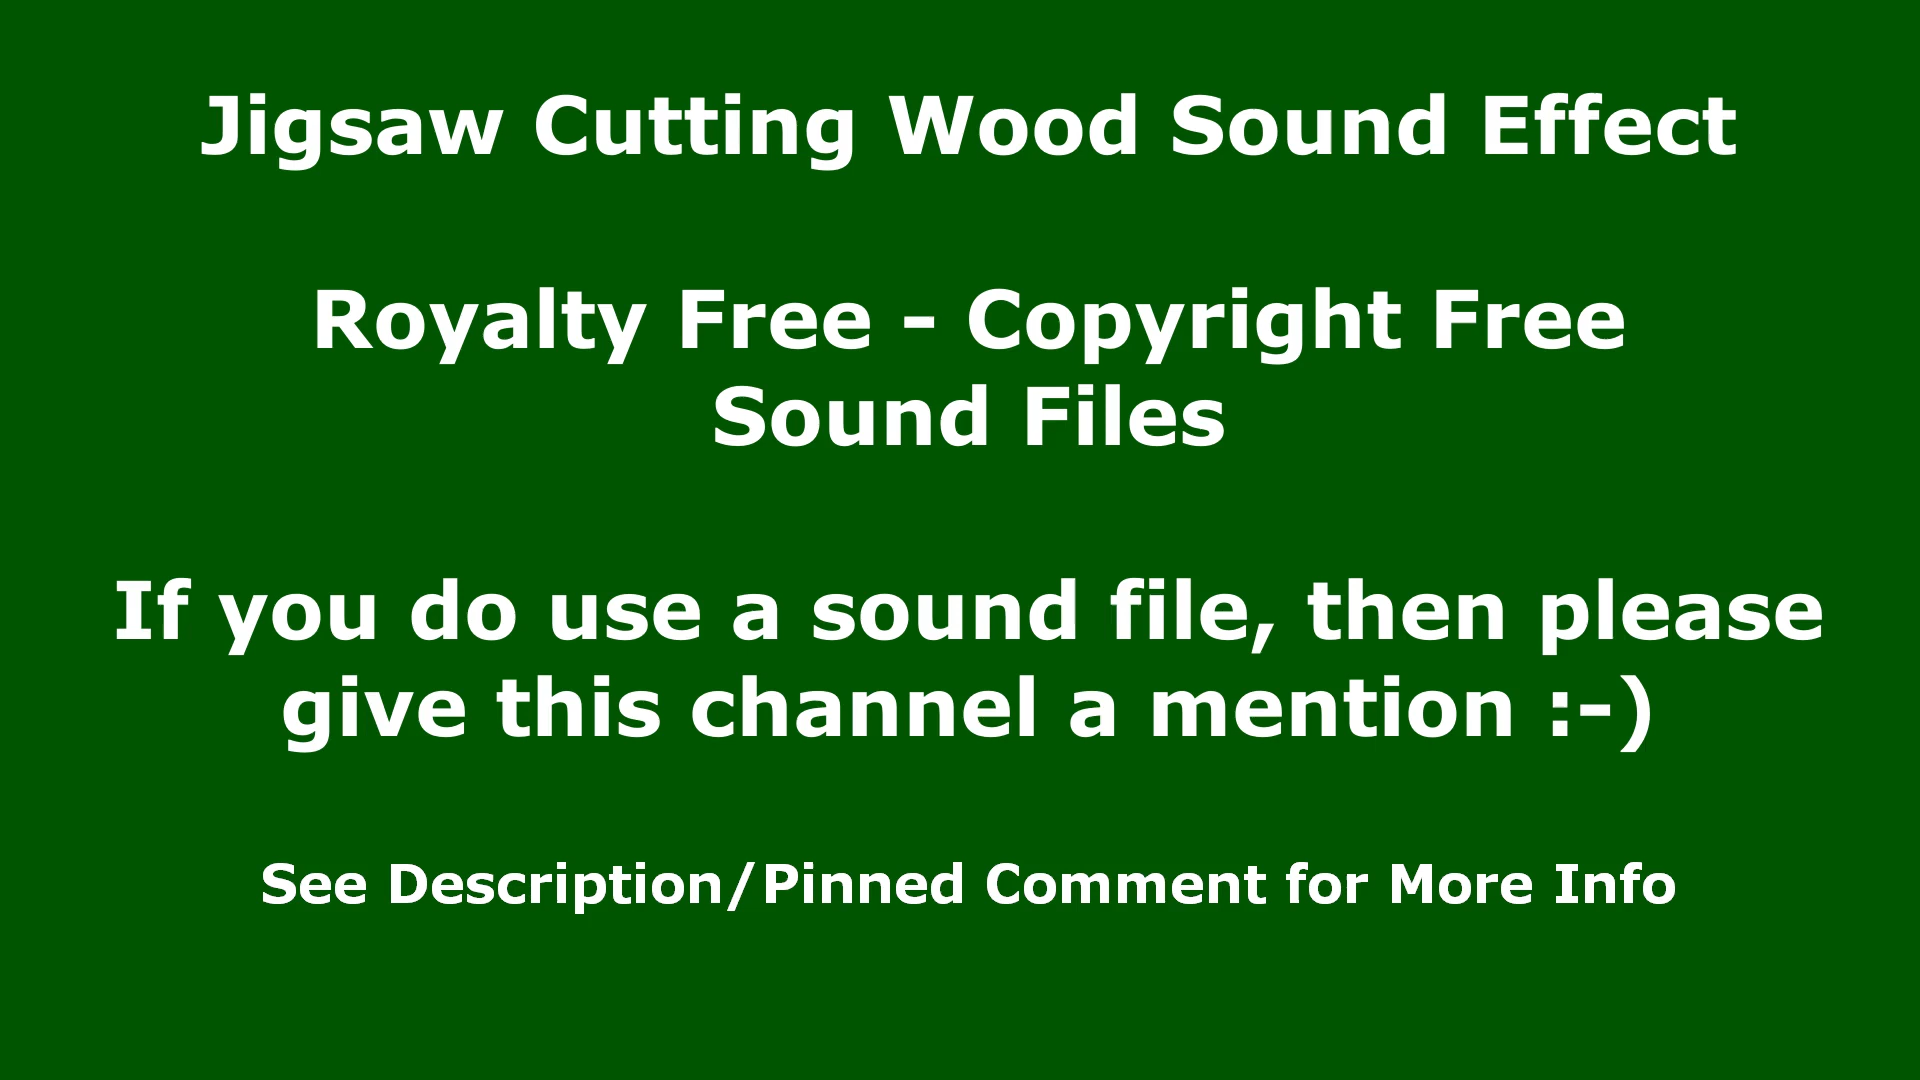 Jigsaw Cutting Wood Sound Effect
Royalty Free - Copyright Free
Sound Files
If you do use a sound file, then please
give this channel a mention :-)
See Description/Pinned Comment for More Info